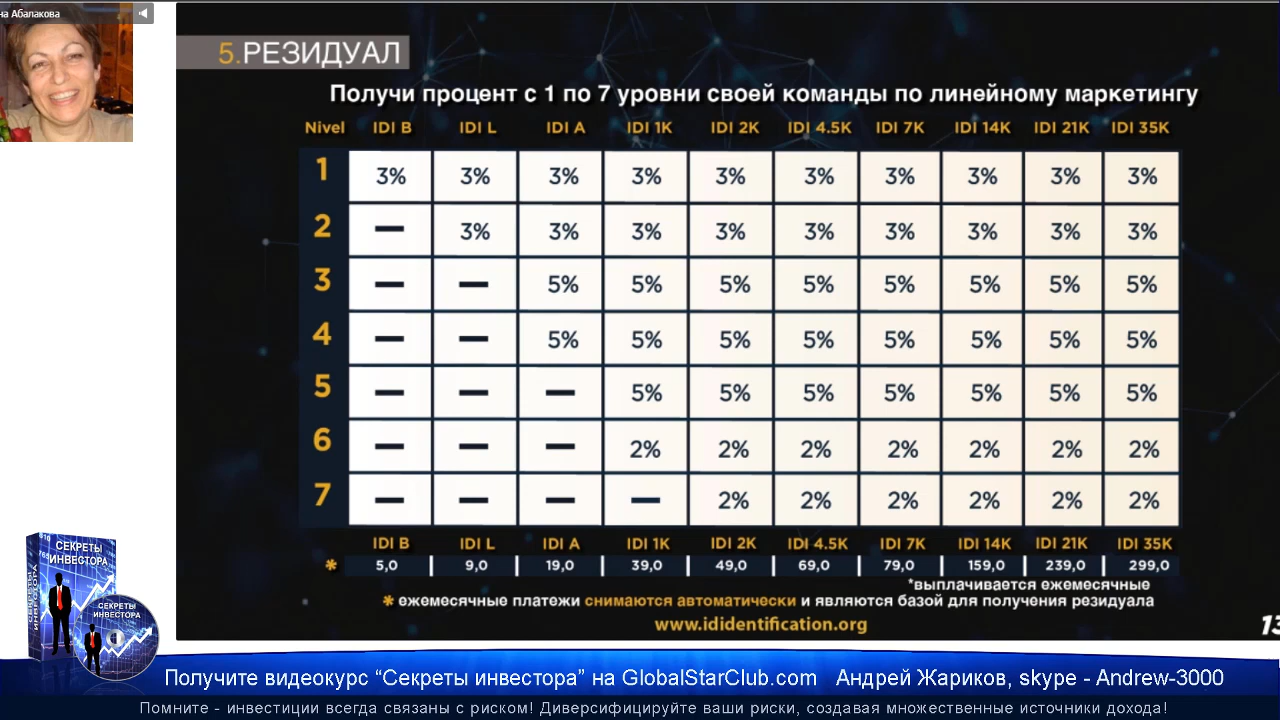 на Абалакова
5.РЕЗИДУАЛ
Получи процент с 1 по 7 уровни своей команды по линейному маркетингу
Nivel IDI B IDI L IDI A IDI 1K IDI 2K IDI 4.5K IDI 7K IDI 14K IDI 21K IDI 35K
1 3% 3% 3% 3% 3% 3% 3% 3% 3% 3%
2 — 3% 3% 3% 3% 3% 3% 3% 3% 3%
3 — — 5% 5% 5% 5% 5% 5% 5% 5%
4 — — 5% 5% 5% 5% 5% 5% 5% 5%
5 — — — 5% 5% 5% 5% 5% 5% 5%
6 — — — 2% 2% 2% 2% 2% 2% 2%
7 — — — — 2% 2% 2% 2% 2% 2%
IDI B IDI L IDI A IDI 1K IDI 2K IDI 4.5K IDI 7K IDI 14K IDI 21K IDI 35K
* 5,0 | 9,0 | 19,0 | 39,0 | 49,0 | 69,0 | 79,0 | 159,0 | 239,0 | 299,0
*выплачивается ежемесячные
* ежемесячные платежи снимаются автоматически и являются базой для получения резидуала
www.ididentification.org
13
СЕКРЕТЫ
ИНВЕСТОРА
СЕКРЕТЫ
ИНВЕСТОРА
Получите видеокурс “Секреты инвестора” на GlobalStarClub.com Андрей Жариков, skype - Andrew-3000
Помните - инвестиции всегда связаны с риском! Диверсифицируйте ваши риски, создавая множественные источники дохода!